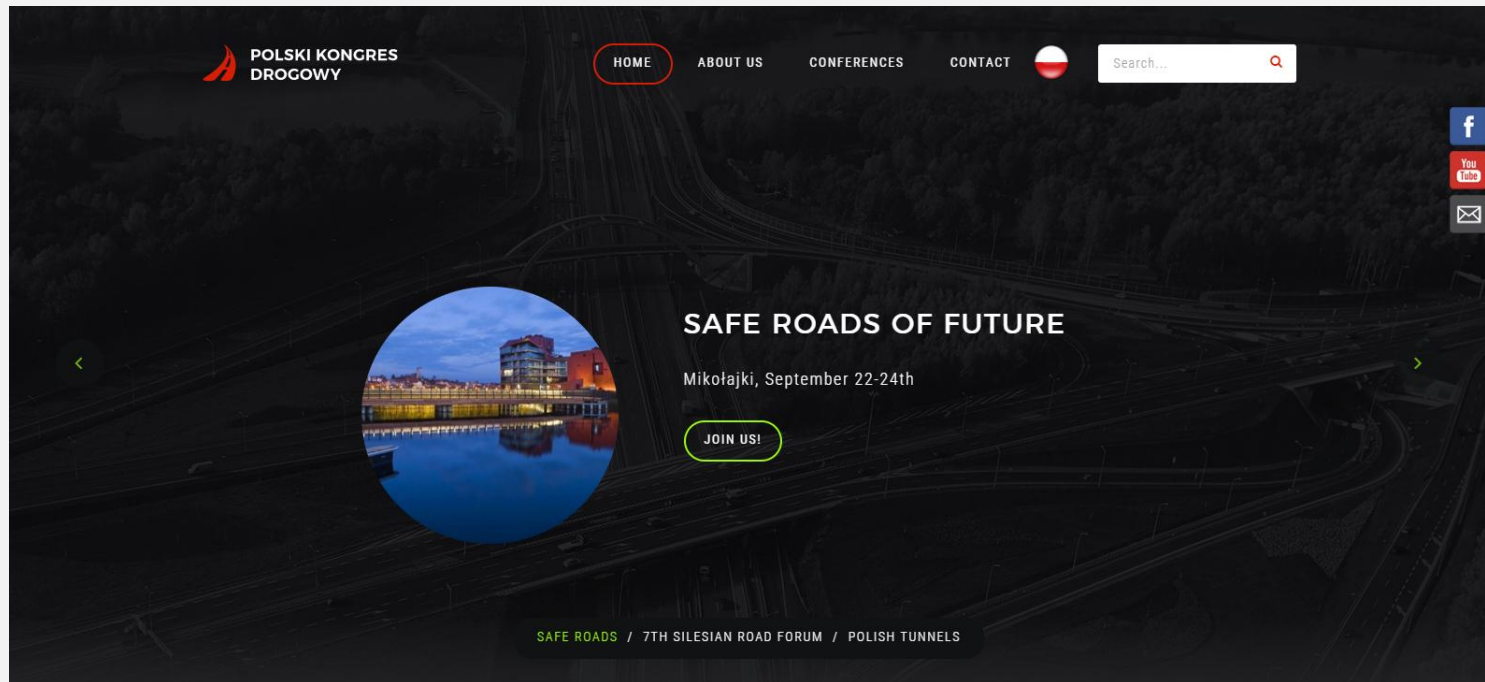 POLSKI KONGRES
DROGOWY
HOME ABOUT US CONFERENCES CONTACT Search...
f
You
Tube
SAFE ROADS OF FUTURE
Mikołajki, September 22-24th
JOIN US!
SAFE ROADS / 7TH SILESIAN ROAD FORUM / POLISH TUNNELS